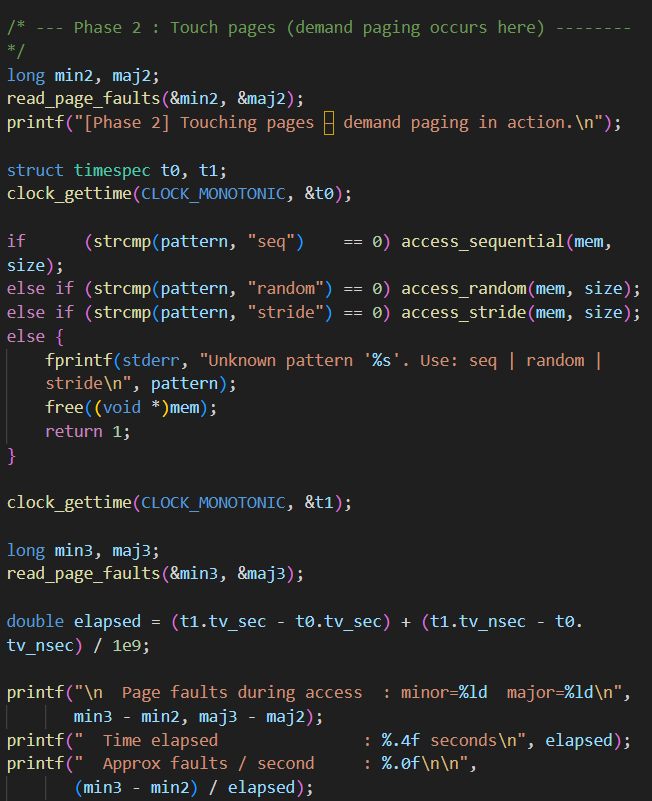 /* --- Phase 2 : Touch pages (demand paging occurs here) --------
*/
long min2, maj2;
read_page_faults(&min2, &maj2);
printf("[Phase 2] Touching pages – demand paging in action.\n");

struct timespec t0, t1;
clock_gettime(CLOCK_MONOTONIC, &t0);

if      (strcmp(pattern, "seq")    == 0) access_sequential(mem,
size);
else if (strcmp(pattern, "random") == 0) access_random(mem, size);
else if (strcmp(pattern, "stride") == 0) access_stride(mem, size);
else {
    fprintf(stderr, "Unknown pattern '%s'. Use: seq | random |
    stride\n", pattern);
    free((void *)mem);
    return 1;
}

clock_gettime(CLOCK_MONOTONIC, &t1);

long min3, maj3;
read_page_faults(&min3, &maj3);

double elapsed = (t1.tv_sec - t0.tv_sec) + (t1.tv_nsec - t0.
tv_nsec) / 1e9;

printf("\n  Page faults during access  : minor=%ld  major=%ld\n",
       min3 - min2, maj3 - maj2);
printf("  Time elapsed               : %.4f seconds\n", elapsed);
printf("  Approx faults / second     : %.0f\n\n",
       (min3 - min2) / elapsed);